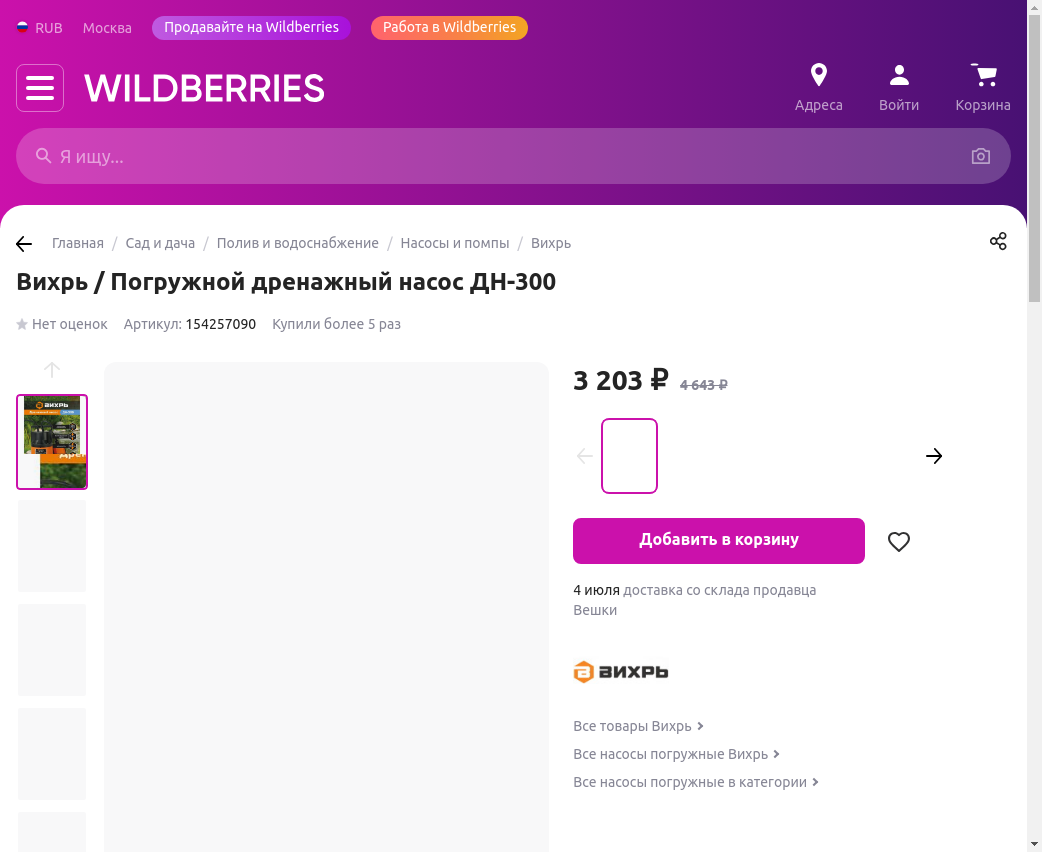 RUB Москва Продавайте на Wildberries Работа в Wildberries
WILDBERRIES
Адреса Войти Корзина
Я ищу...
Главная / Сад и дача / Полив и водоснабжение / Насосы и помпы / Вихрь
Вихрь / Погружной дренажный насос ДН-300
Нет оценок Артикул: 154257090 Купили более 5 раз
3 203 ₽ 4 643 ₽
ВИХРЬ
Добавить в корзину
4 июля доставка со склада продавца
Вешки
ВИХРЬ
Все товары Вихрь
Все насосы погружные Вихрь
Все насосы погружные в категории